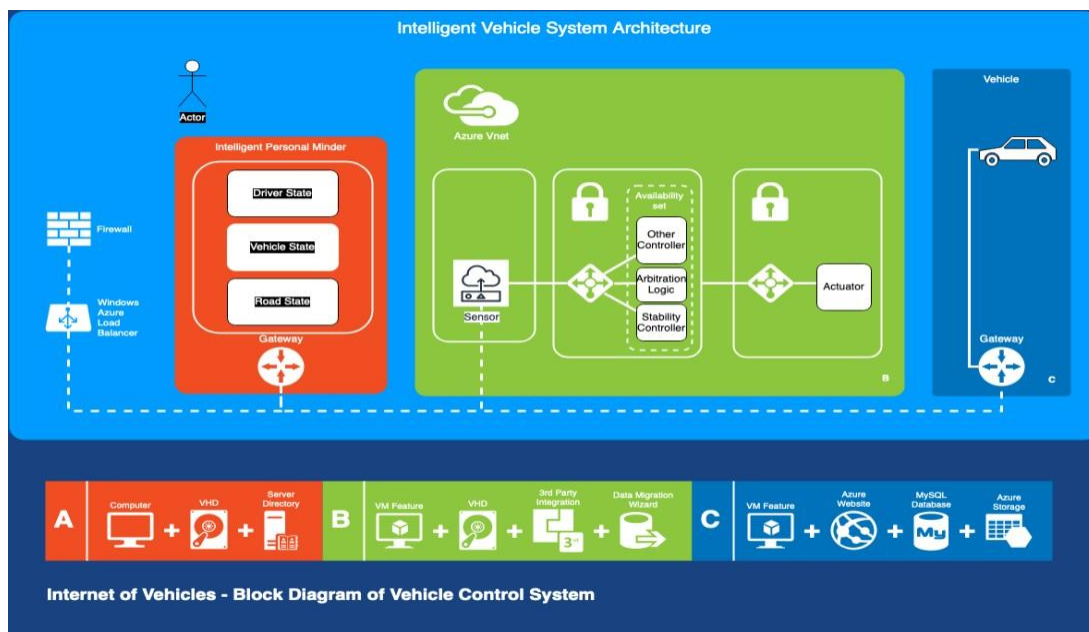 Intelligent Vehicle System Architecture
Actor
Intelligent Personal Minder
Driver State
Vehicle State
Road State
Gateway
Firewall
Windows
Azure
Load
Balancer
Azure Vnet
Sensor
Availability
set
Other
Controller
Arbitration
Logic
Stability
Controller
Actuator
B
Vehicle
Gateway
C
A
Computer
VHD
Server
Directory
B
VM Feature
VHD
3rd Party
Integration
3rd
Data Migration
Wizard
C
VM Feature
Azure
Website
MySQL
Database
My
Azure
Storage
Internet of Vehicles - Block Diagram of Vehicle Control System